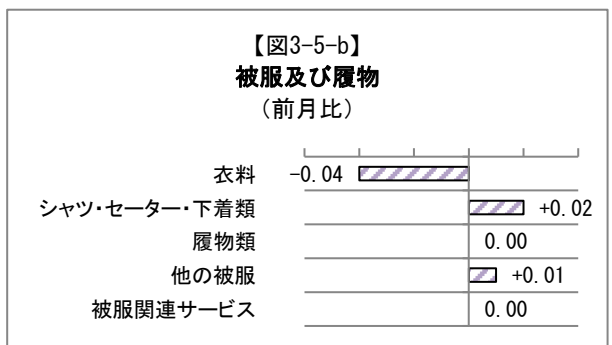 【図3-5-b】
被服及び履物
（前月比）
衣料 -0.04
シャツ・セーター・下着類 +0.02
履物類 0.00
他の被服 +0.01
被服関連サービス 0.00